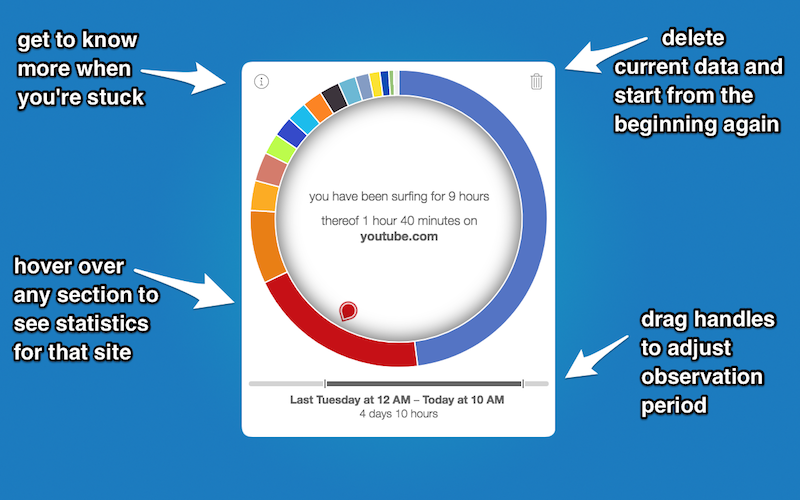 get to know
more when
you're stuck
delete
current data and
start from the
beginning again
you have been surfing for 9 hours
thereof 1 hour 40 minutes on
youtube.com
hover over
any section to
see statistics
for that site
drag handles
to adjust
observation
period
Last Tuesday at 12 AM – Today at 10 AM
4 days 10 hours